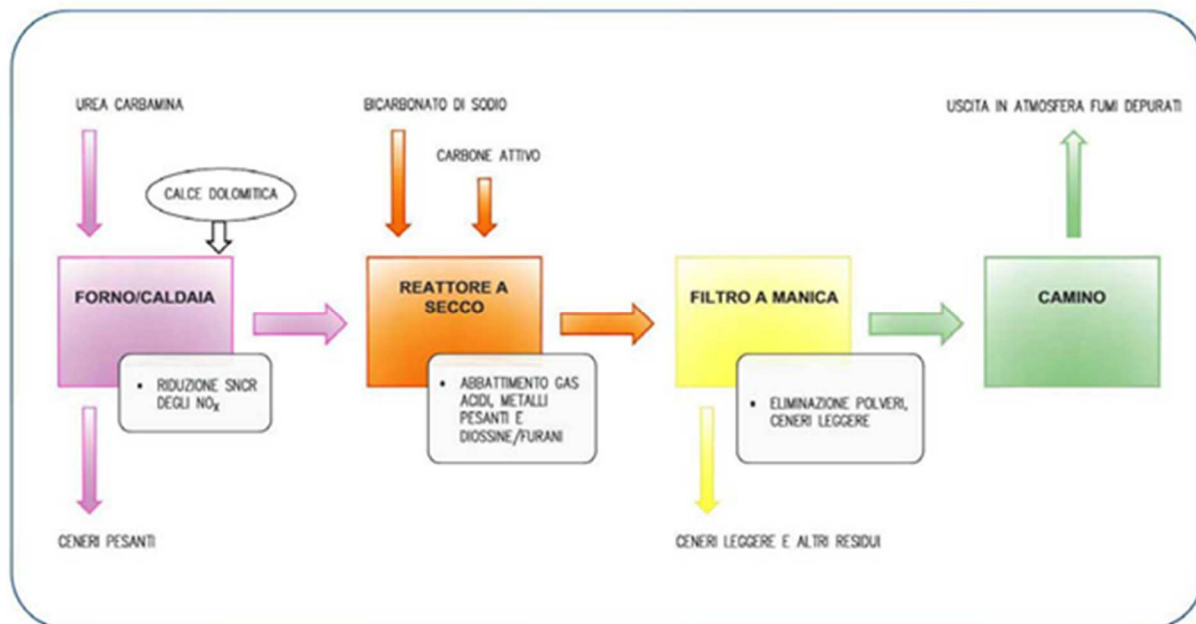 UREA CARBAMINA
BICARBONATO DI SODIO
USCITA IN ATMOSFERA FUMI DEPURATI
CARBONE ATTIVO
CALCE DOLOMITICA
FORNO/CALDAIA
REATTORE A
SECCO
FILTRO A MANICA
CAMINO
• RIDUZIONE SNCR
DEGLI NOx
• ABBATTIMENTO GAS
ACIDI, METALLI
PESANTI E
DIOSSINE/FURANI
• ELIMINAZIONE POLVERI,
CENERI LEGGERE
CENERI PESANTI
CENERI LEGGERE E ALTRI RESIDUI